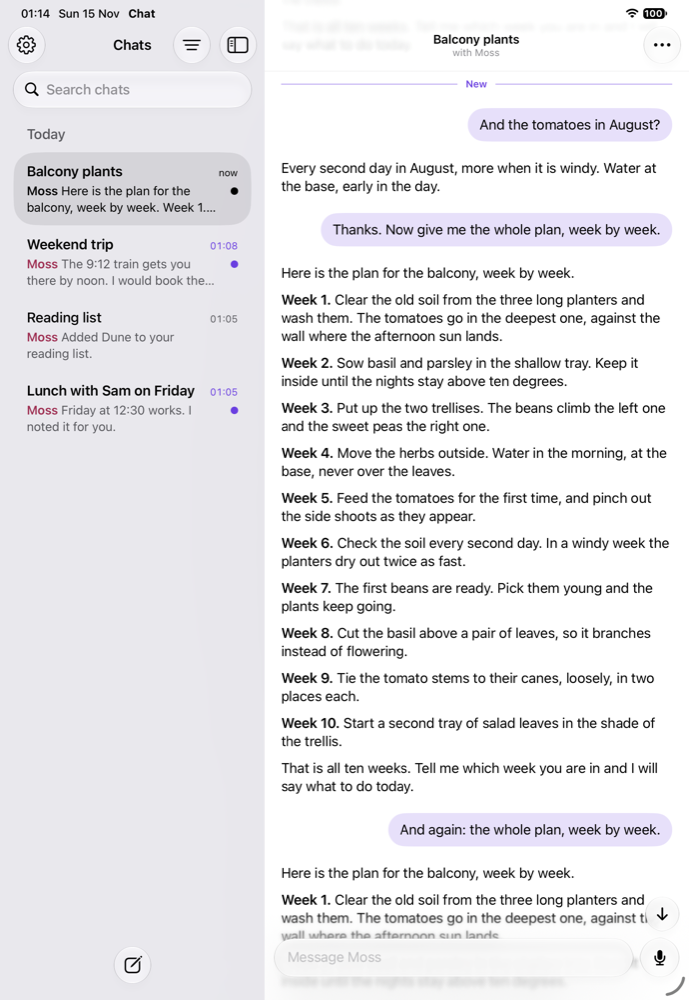 01:14 Sun 15 Nov Chat
100
Chats
Search chats
Today
Balcony plants now
Moss Here is the plan for the
balcony, week by week. Week 1....
Weekend trip 01:08
Moss The 9:12 train gets you
there by noon. I would book the...
Reading list 01:05
Moss Added Dune to your
reading list.
Lunch with Sam on Friday 01:05
Moss Friday at 12:30 works. I
noted it for you.
say what to do today.
Balcony plants
with Moss
New
And the tomatoes in August?
Every second day in August, more when it is windy. Water at
the base, early in the day.
Thanks. Now give me the whole plan, week by week.
Here is the plan for the balcony, week by week.
Week 1. Clear the old soil from the three long planters and
wash them. The tomatoes go in the deepest one, against the
wall where the afternoon sun lands.
Week 2. Sow basil and parsley in the shallow tray. Keep it
inside until the nights stay above ten degrees.
Week 3. Put up the two trellises. The beans climb the left one
and the sweet peas the right one.
Week 4. Move the herbs outside. Water in the morning, at the
base, never over the leaves.
Week 5. Feed the tomatoes for the first time, and pinch out
the side shoots as they appear.
Week 6. Check the soil every second day. In a windy week the
planters dry out twice as fast.
Week 7. The first beans are ready. Pick them young and the
plants keep going.
Week 8. Cut the basil above a pair of leaves, so it branches
instead of flowering.
Week 9. Tie the tomato stems to their canes, loosely, in two
places each.
Week 10. Start a second tray of salad leaves in the shade of
the trellis.
That is all ten weeks. Tell me which week you are in and I will
say what to do today.
And again: the whole plan, week by week.
Here is the plan for the balcony, week by week.
Week 1. Clear the old soil from the three long planters and
wash them. The tomatoes go in the deepest one, against
wall where the afternoon sun lands.
Message Moss
inside until the nights stay above ten degrees.